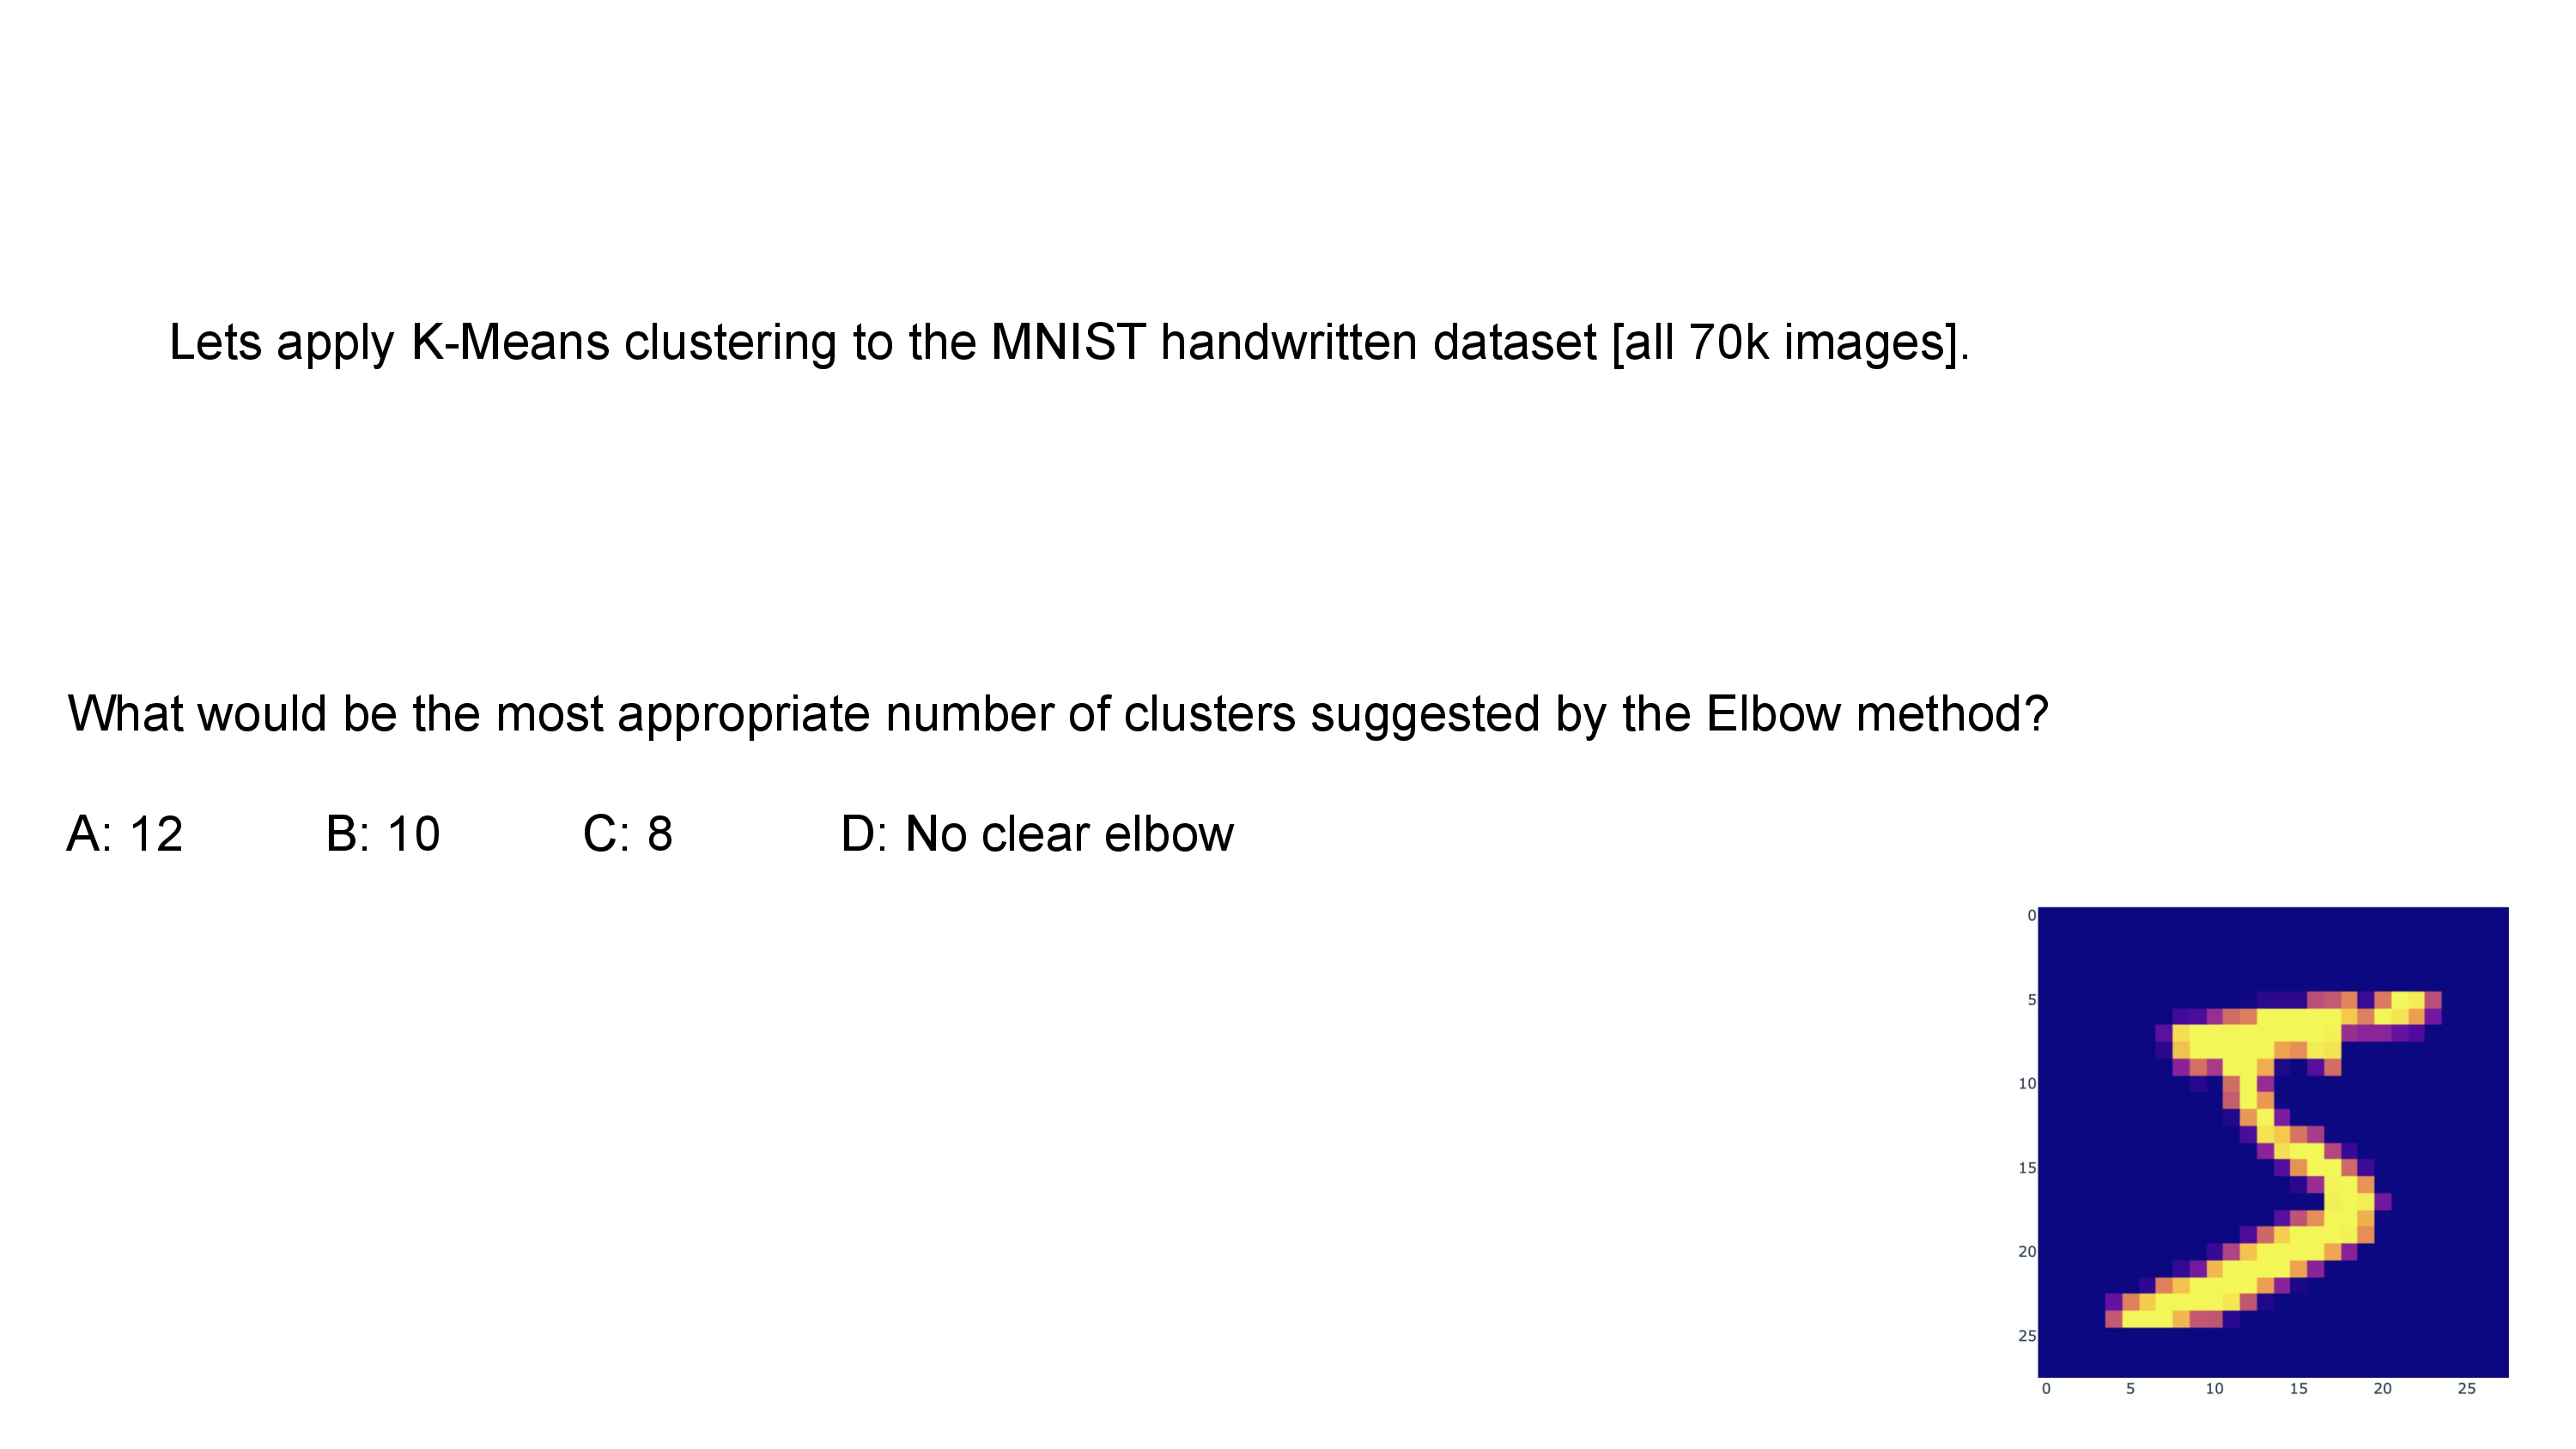 Lets apply K-Means clustering to the MNIST handwritten dataset [all 70k images].
What would be the most appropriate number of clusters suggested by the Elbow method?
A: 12 B: 10 C: 8 D: No clear elbow
0
5
10
15
20
25
0 5 10 15 20 25